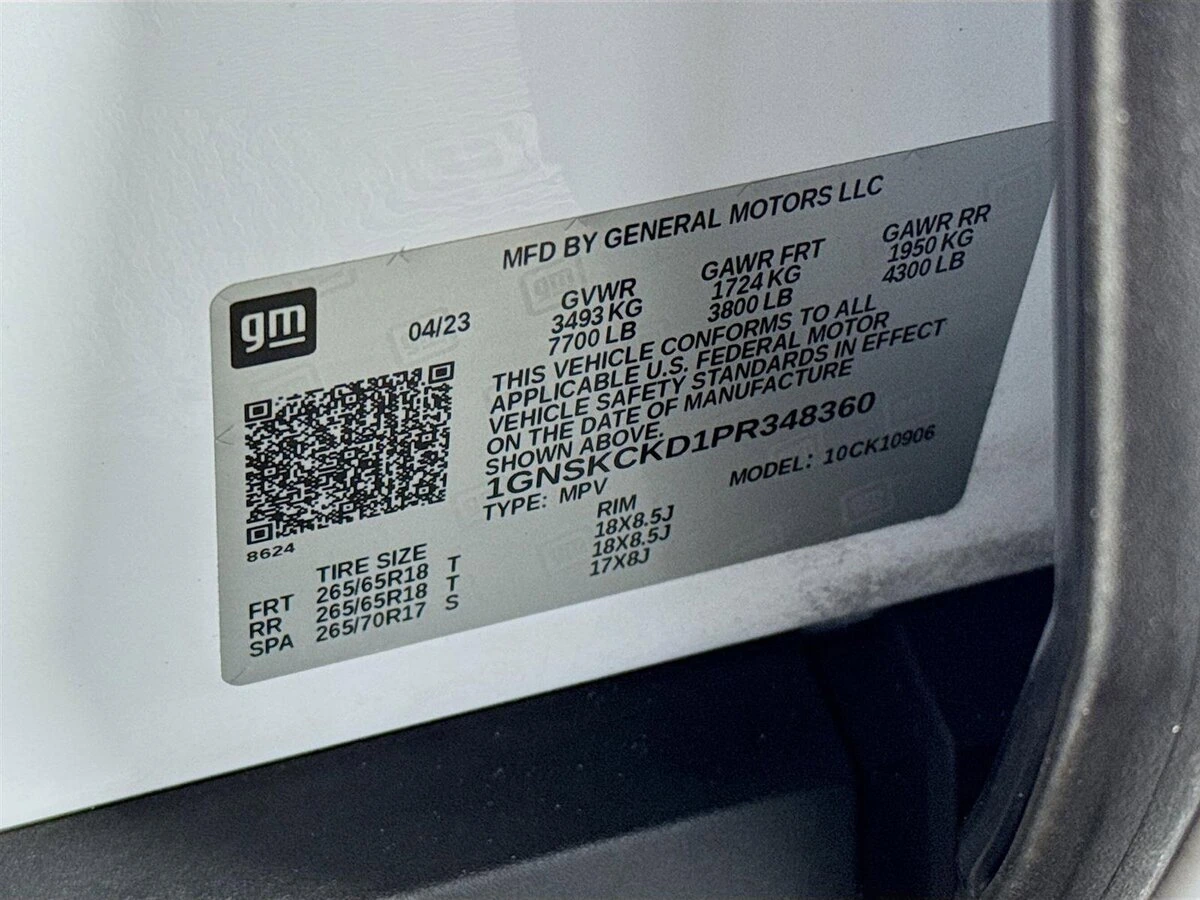 MFD BY GENERAL MOTORS LLC
gm
04/23
GVWR GAWR FRT GAWR RR
3493 KG 1724 KG 1950 KG
7700 LB 3800 LB 4300 LB
THIS VEHICLE CONFORMS TO ALL
APPLICABLE U.S. FEDERAL MOTOR
VEHICLE SAFETY STANDARDS IN EFFECT
ON THE DATE OF MANUFACTURE
SHOWN ABOVE.
1GNSKCKD1PR348360
TYPE: MPV MODEL: 10CK10906
8624
TIRE SIZE RIM
FRT 265/65R18 T 18X8.5J
RR 265/65R18 T 18X8.5J
SPA 265/70R17 S 17X8J